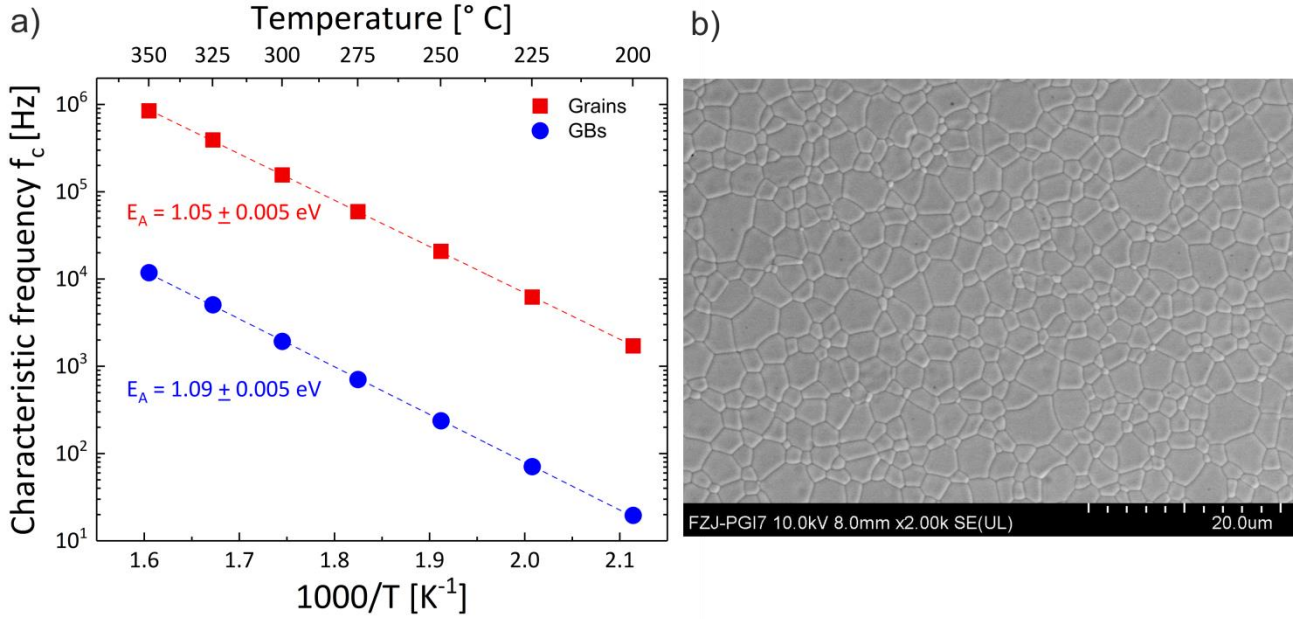 a)
Temperature [° C]
350 325 300 275 250 225 200
Characteristic frequency f_c [Hz]
10^6
10^5
10^4
10^3
10^2
10^1
Grains
GBs
E_A = 1.05 ± 0.005 eV
E_A = 1.09 ± 0.005 eV
1.6 1.7 1.8 1.9 2.0 2.1
1000/T [K^-1]
b)
FZJ-PGI7 10.0kV 8.0mm x2.00k SE(UL)
20.0um